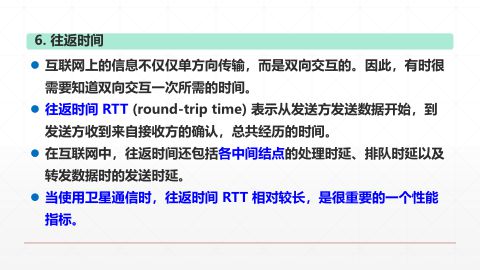 6. 往返时间
互联网上的信息不仅仅单方向传输，而是双向交互的。因此，有时很
需要知道双向交互一次所需的时间。
往返时间 RTT (round-trip time) 表示从发送方发送数据开始，到
发送方收到来自接收方的确认，总共经历的时间。
在互联网中，往返时间还包括各中间结点的处理时延、排队时延以及
转发数据时的发送时延。
当使用卫星通信时，往返时间 RTT 相对较长，是很重要的一个性能
指标。